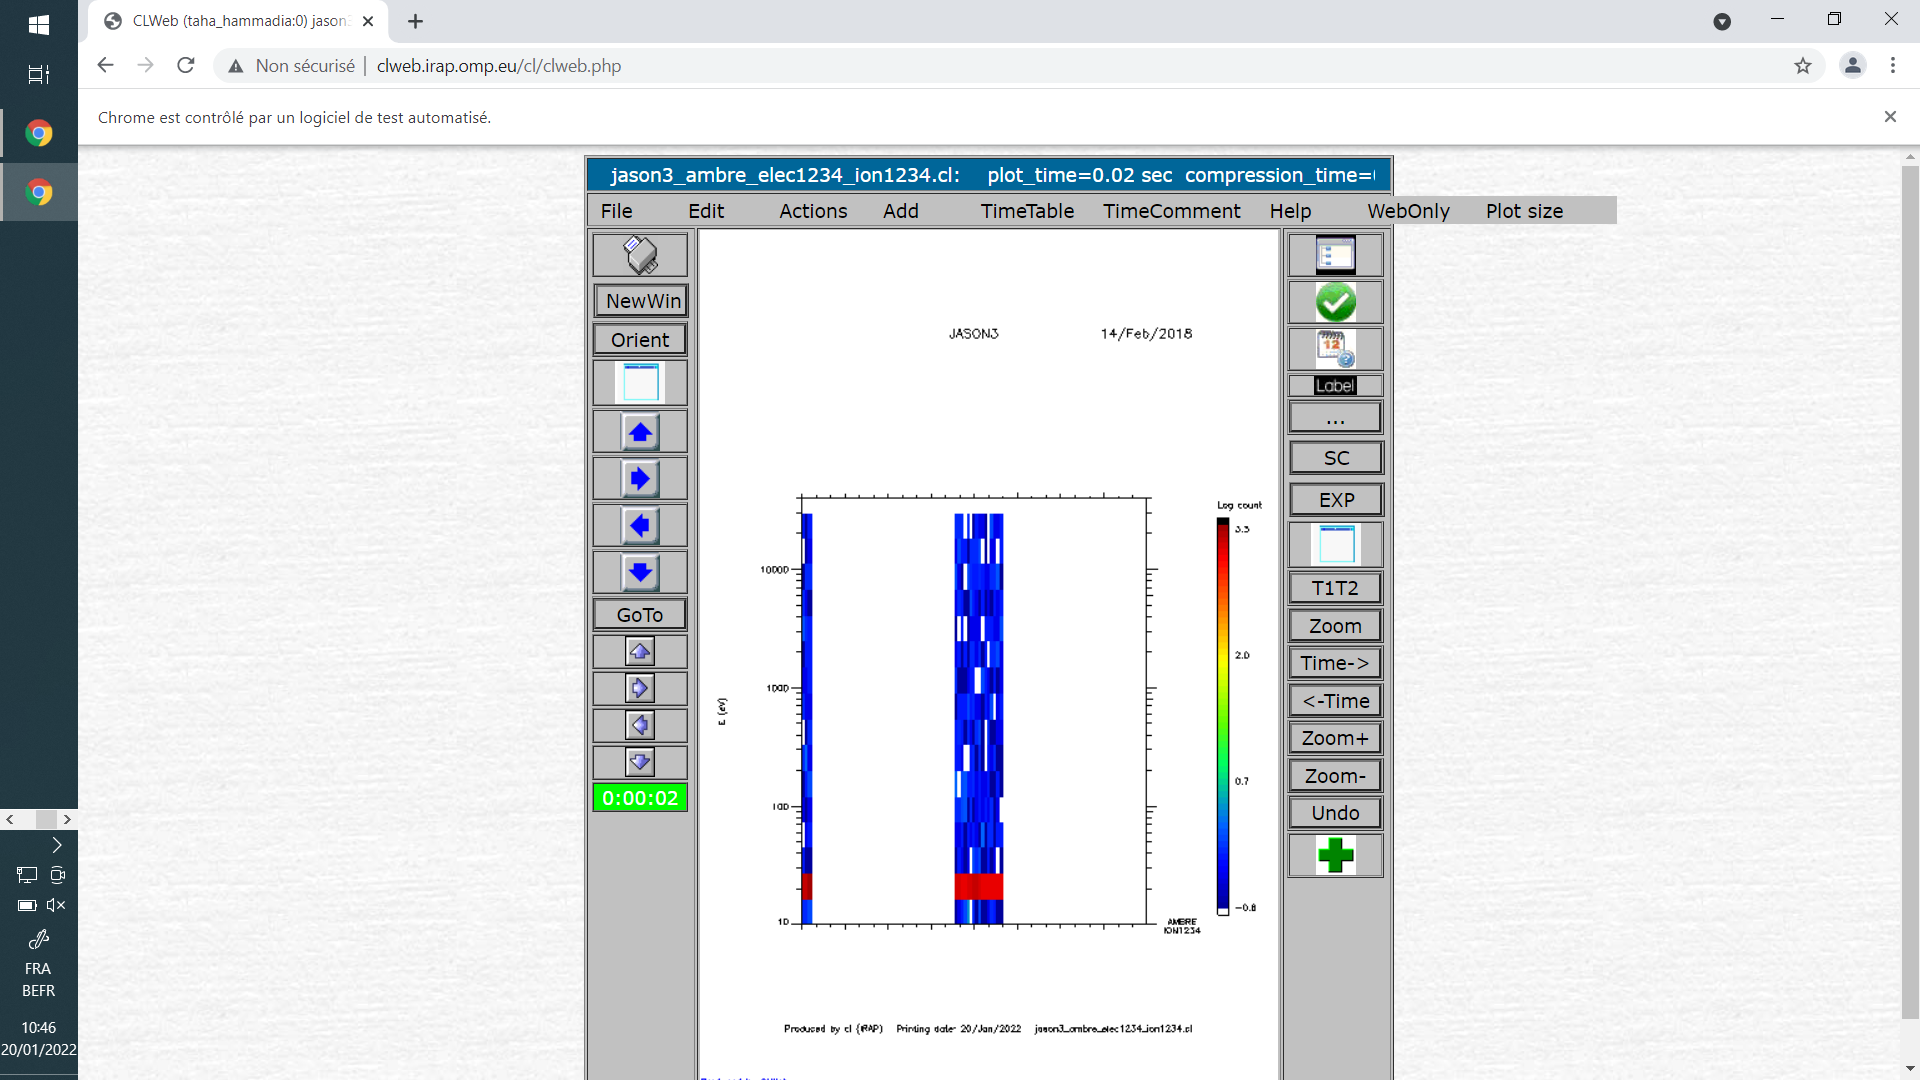 CLWeb (taha_hammadia:0) jason3
Non sécurisé | clweb.irap.omp.eu/cl/clweb.php
Chrome est contrôlé par un logiciel de test automatisé.
jason3_ambre_elec1234_ion1234.cl: plot_time=0.02 sec compression_time=
File Edit Actions Add TimeTable TimeComment Help WebOnly Plot size
NewWin
Orient
GoTo
0:00:02
JASON3 14/Feb/2018
Log count
3.3
2.0
0.7
-0.8
E (eV)
10000
1000
100
10
AMBRE
ION1234
Produced by cl (IRAP) Printing date: 20/Jan/2022 jason3_ambre_elec1234_ion1234.cl
12
Label
...
SC
EXP
T1T2
Zoom
Time->
<-Time
Zoom+
Zoom-
Undo
FRA
BEFR
10:46
20/01/2022